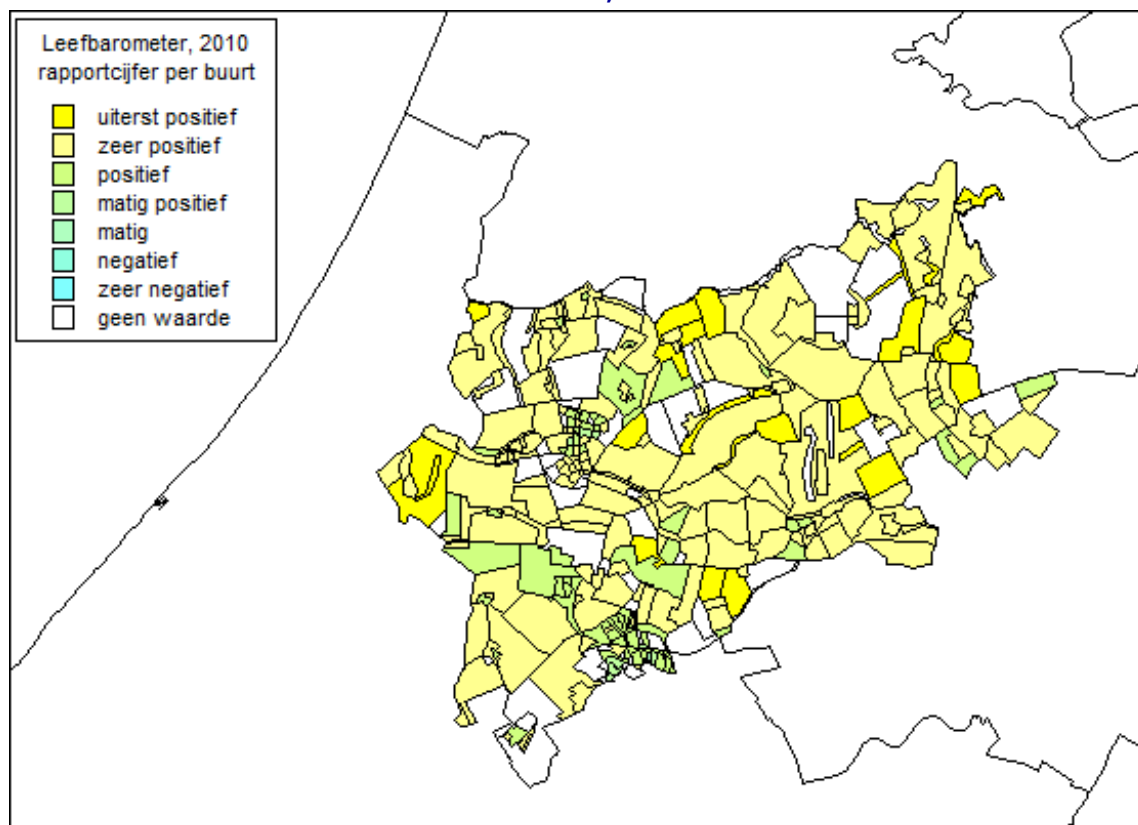 Leefbarometer, 2010
rapportcijfer per buurt
uiterst positief
zeer positief
positief
matig positief
matig
negatief
zeer negatief
geen waarde